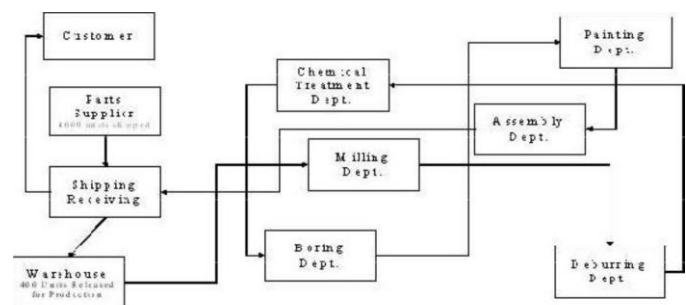 Customer
Painting
Dept.
Chemical
Treatment
Dept.
Parts
Supplier
4000 units shipped
Assembly
Dept.
Milling
Dept.
Shipping
Receiving
Boring
Dept.
Warehouse
400 Units Released
for Production
Deburring
Dept